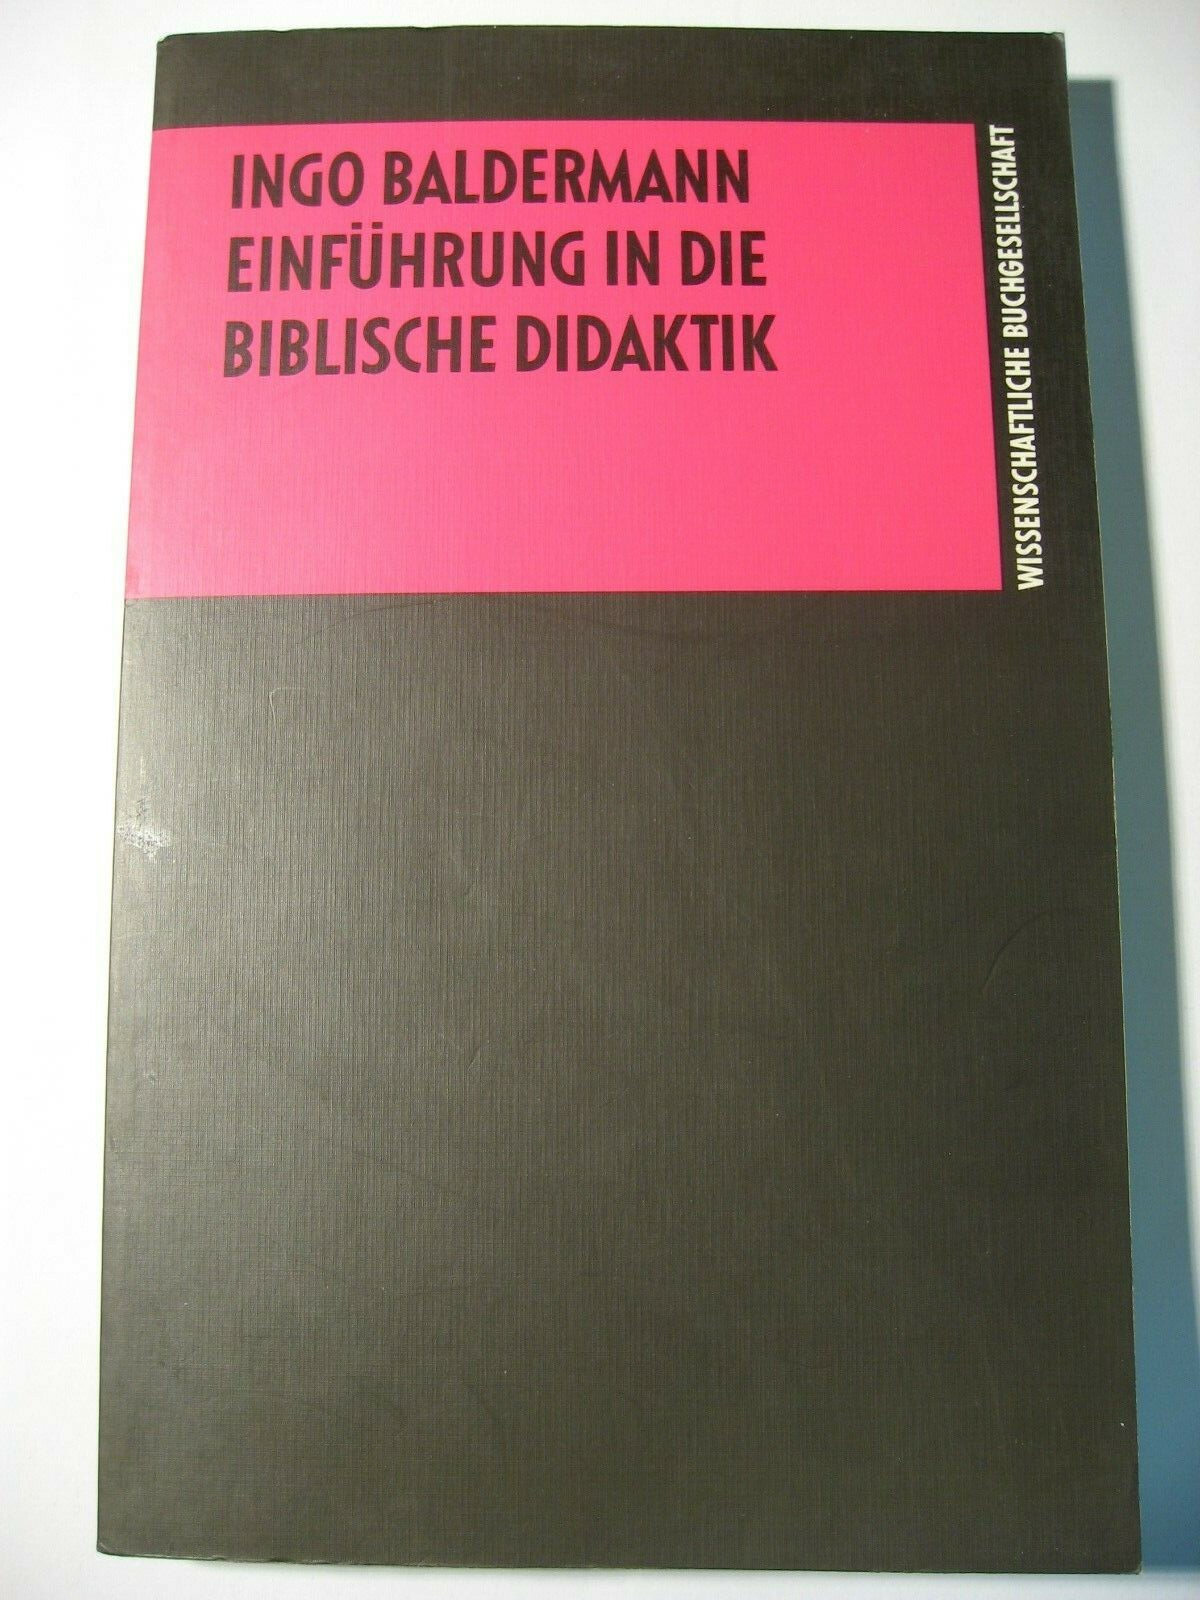 INGO BALDERMANN
EINFÜHRUNG IN DIE
BIBLISCHE DIDAKTIK
WISSENSCHAFTLICHE BUCHGESELLSCHAFT